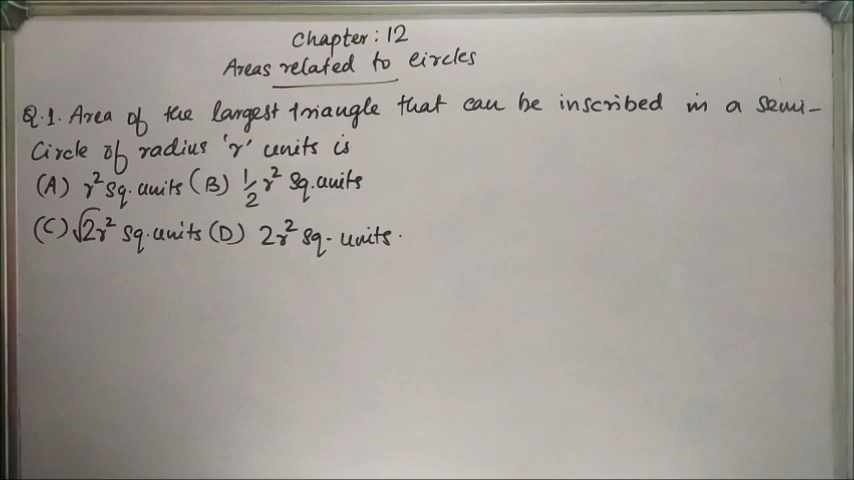 Chapter: 12
Areas related to circles
Q.1. Area of the largest triangle that can be inscribed in a semi-
circle of radius 'r' units is
(A) r² sq. units (B) 1/2 r² sq. units
(C) √2r² sq. units (D) 2r² sq. units.